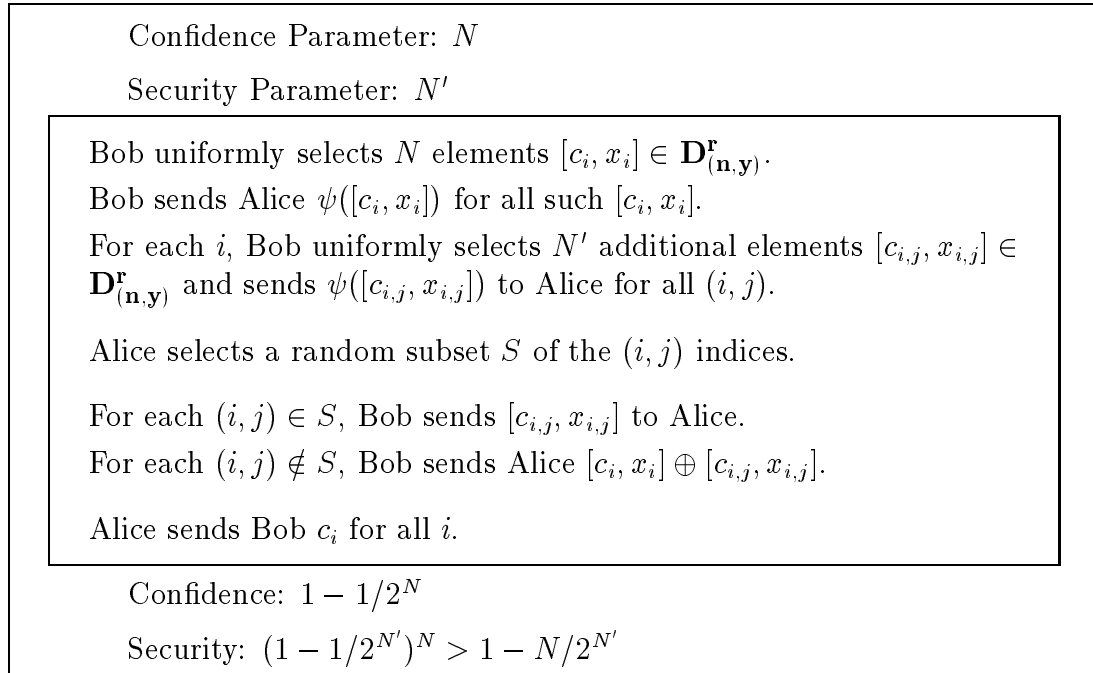 Confidence Parameter: N
Security Parameter: N′
Bob uniformly selects N elements [c_i, x_i] ∈ D^r_(n,y).
Bob sends Alice ψ([c_i, x_i]) for all such [c_i, x_i].
For each i, Bob uniformly selects N′ additional elements [c_{i,j}, x_{i,j}] ∈
D^r_(n,y) and sends ψ([c_{i,j}, x_{i,j}]) to Alice for all (i, j).
Alice selects a random subset S of the (i, j) indices.
For each (i, j) ∈ S, Bob sends [c_{i,j}, x_{i,j}] to Alice.
For each (i, j) ∉ S, Bob sends Alice [c_i, x_i] ⊕ [c_{i,j}, x_{i,j}].
Alice sends Bob c_i for all i.
Confidence: 1 − 1/2^N
Security: (1 − 1/2^{N′})^N > 1 − N/2^{N′}